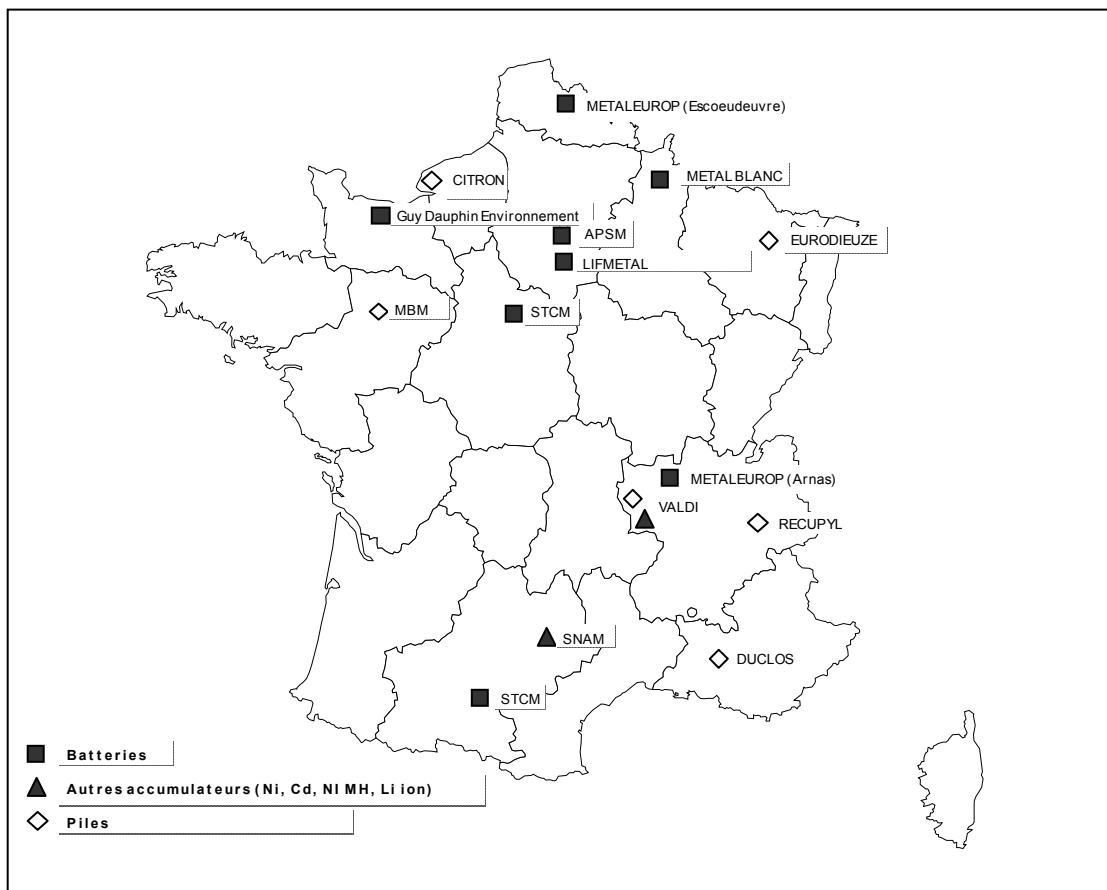 METALEUROP (Escoeudeuvre)
METAL BLANC
CITRON
Guy Dauphin Environnement
APSM
EURODIEUZE
LIFMETAL
MBM
STCM
METALEUROP (Arnas)
VALDI
RECUPYL
SNAM
DUCLOS
STCM
Batteries
Autres accumulateurs (Ni, Cd, NI MH, Li ion)
Piles